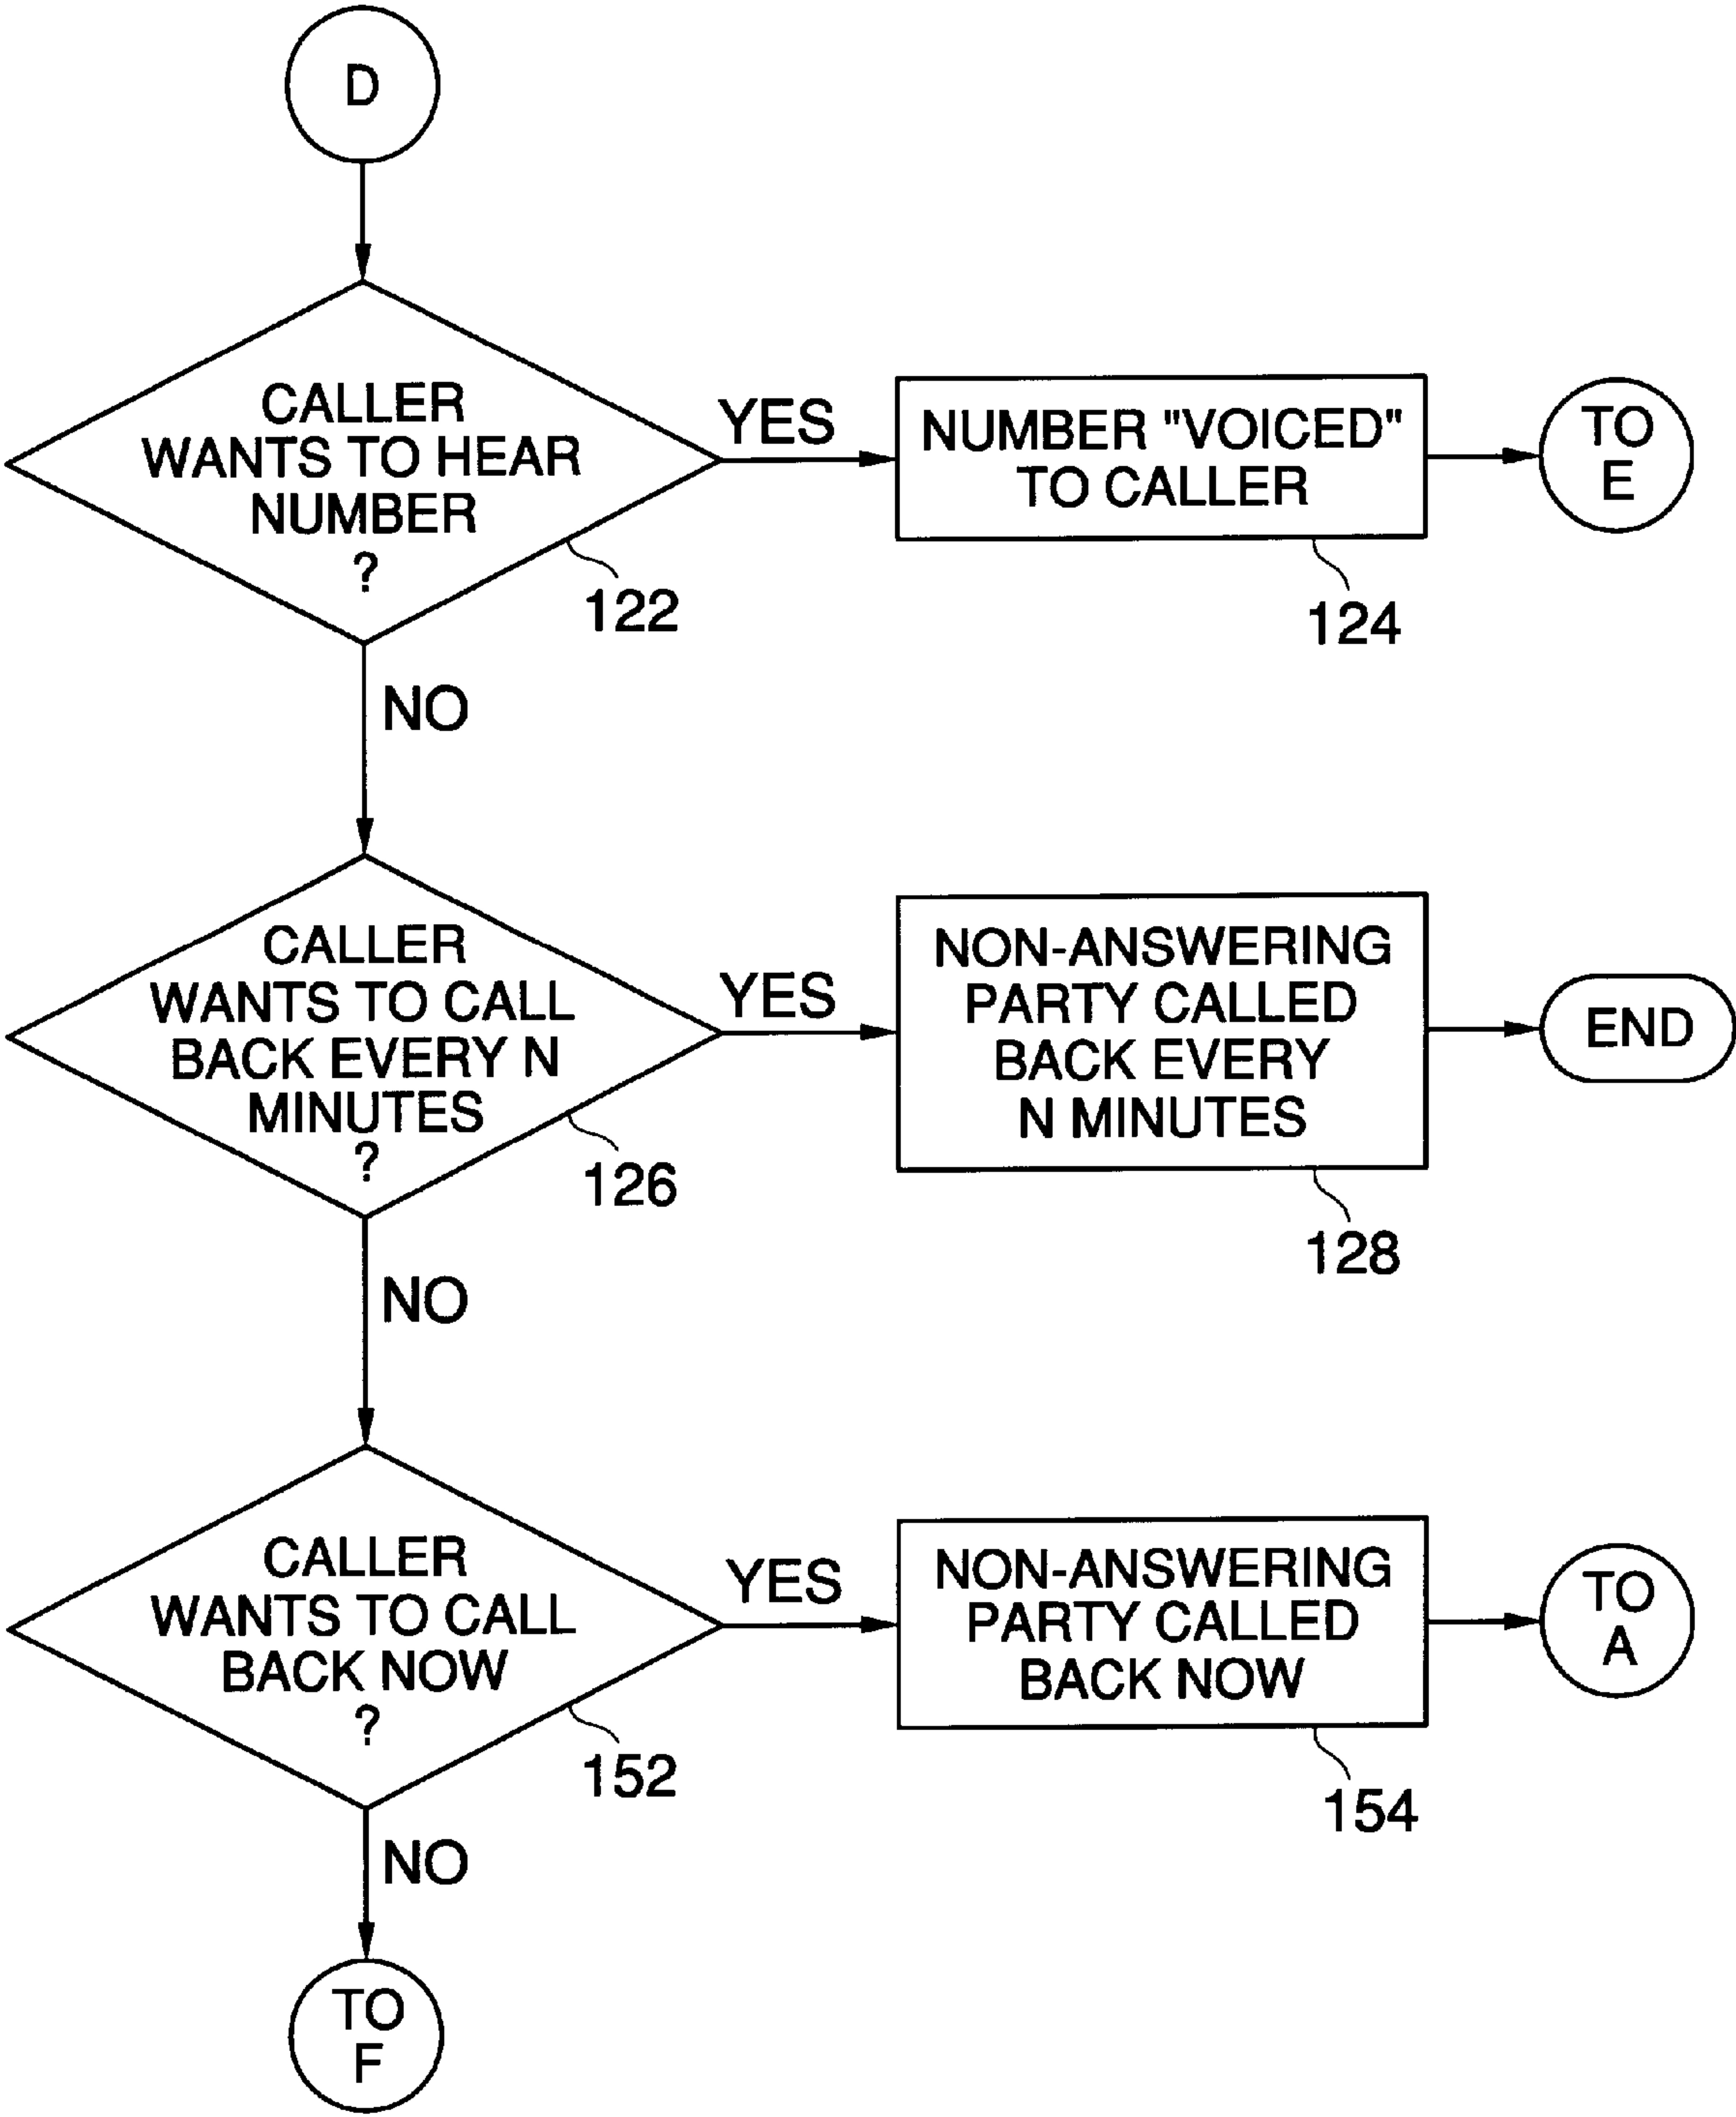 D
CALLER
WANTS TO HEAR
NUMBER
?
122
YES
NUMBER "VOICED"
TO CALLER
124
TO
E
NO
CALLER
WANTS TO CALL
BACK EVERY N
MINUTES
?
126
YES
NON-ANSWERING
PARTY CALLED
BACK EVERY
N MINUTES
128
END
NO
CALLER
WANTS TO CALL
BACK NOW
?
152
YES
NON-ANSWERING
PARTY CALLED
BACK NOW
154
TO
A
NO
TO
F